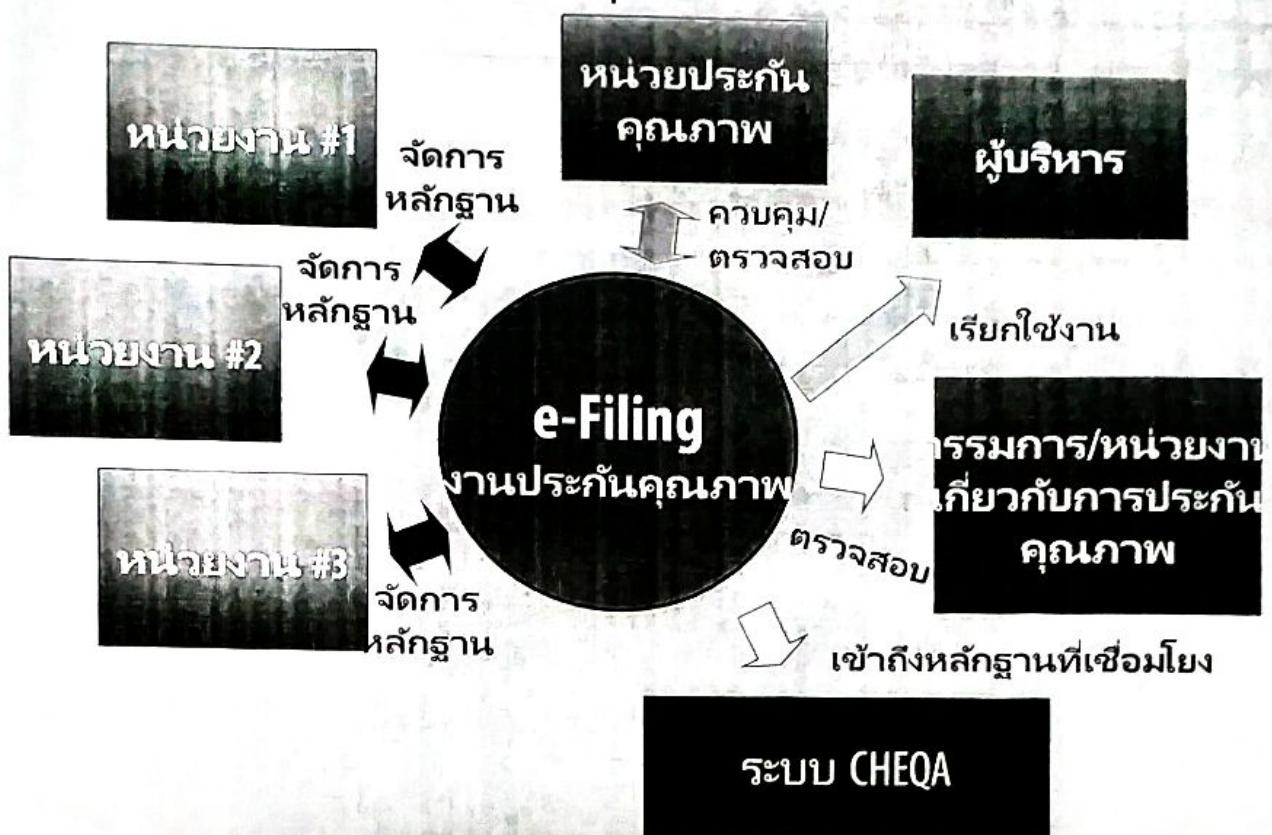 หน่วยงาน #1
จัดการ
หลักฐาน
หน่วยประกัน
คุณภาพ
ผู้บริหาร
ควบคุม/
ตรวจสอบ
จัดการ
หลักฐาน
หน่วยงาน #2
เรียกใช้งาน
e-Filing
งานประกันคุณภาพ
กรรมการ/หน่วยงาน
เกี่ยวกับการประกัน
คุณภาพ
หน่วยงาน #3
ตรวจสอบ
จัดการ
หลักฐาน
เข้าถึงหลักฐานที่เชื่อมโยง
ระบบ CHEQA